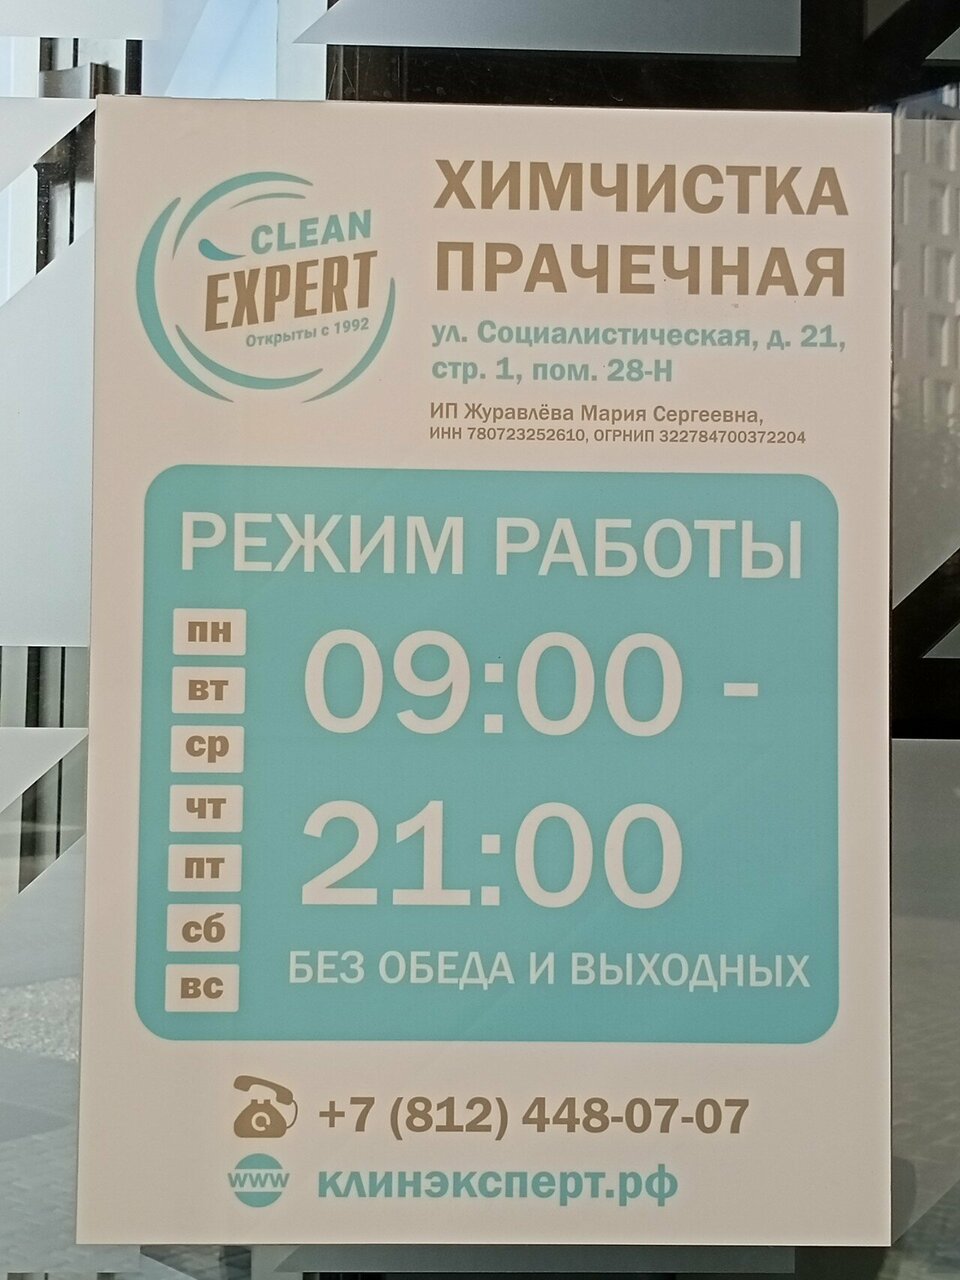 CLEAN
EXPERT
Открыты с 1992
ХИМЧИСТКА
ПРАЧЕЧНАЯ
ул. Социалистическая, д. 21,
стр. 1, пом. 28-Н
ИП Журавлёва Мария Сергеевна,
ИНН 780723252610, ОГРНИП 322784700372204
РЕЖИМ РАБОТЫ
пн
вт
ср
чт
пт
сб
вс
09:00 -
21:00
БЕЗ ОБЕДА И ВЫХОДНЫХ
+7 (812) 448-07-07
www
клинэксперт.рф